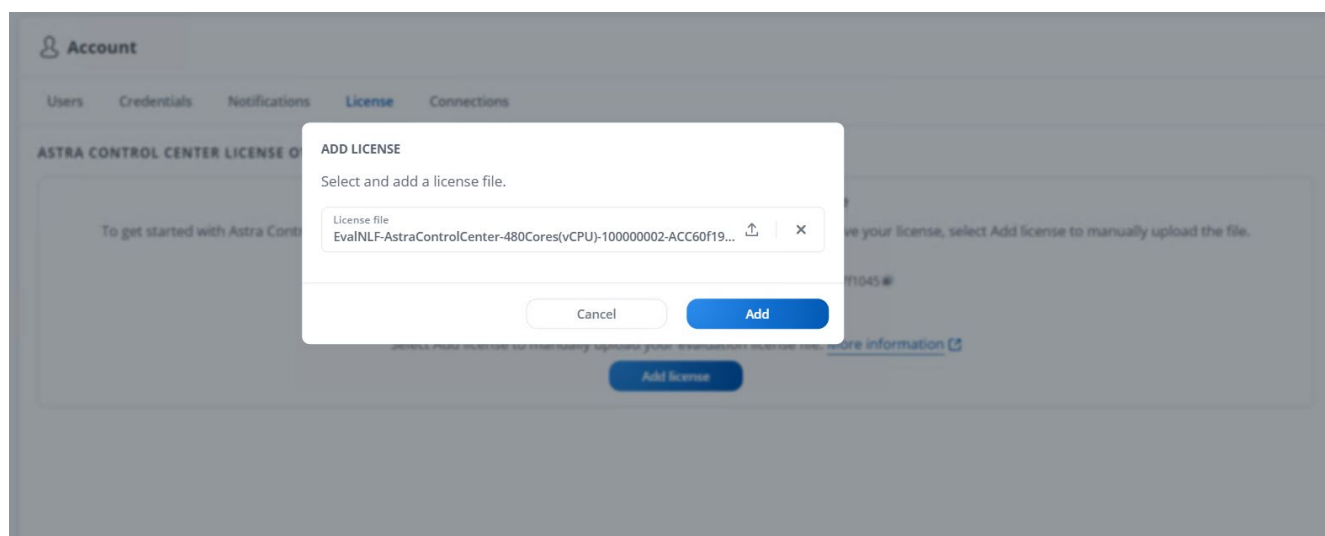 Account
Users Credentials Notifications License Connections
ASTRA CONTROL CENTER LICENSE
ADD LICENSE
Select and add a license file.
License file
EvalNLF-AstraControlCenter-480Cores(vCPU)-100000002-ACC60f19...
To get started with Astra
your license, select Add license to manually upload the file.
Cancel Add
Select Add license to manually upload your evaluation license file. More information
Add license